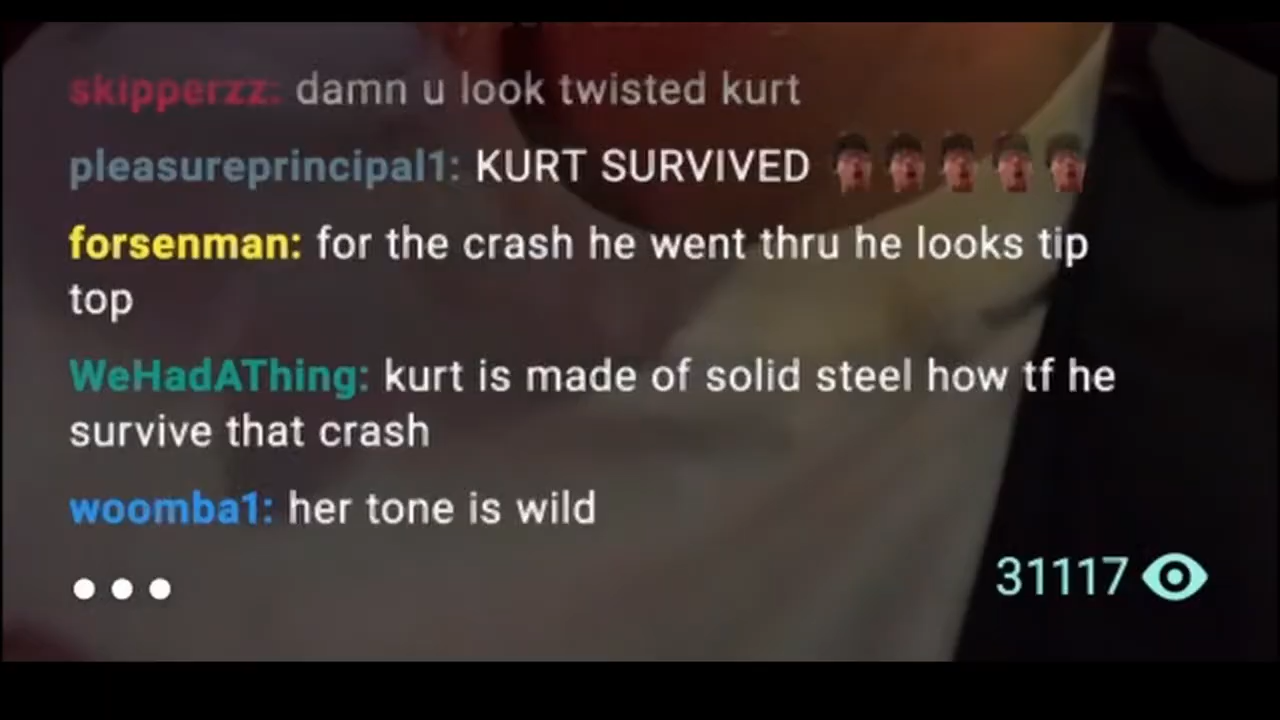 skipperzz: damn u look twisted kurt
pleasureprincipal1: KURT SURVIVED
forsenman: for the crash he went thru he looks tip
top
WeHadAThing: kurt is made of solid steel how tf he
survive that crash
woomba1: her tone is wild
31117